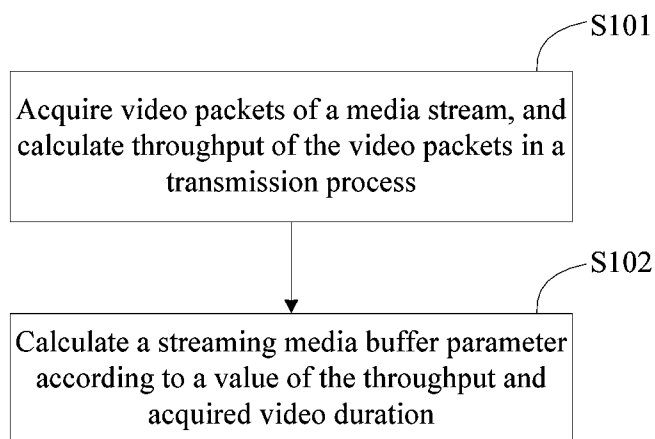 S101
Acquire video packets of a media stream, and
calculate throughput of the video packets in a
transmission process
S102
Calculate a streaming media buffer parameter
according to a value of the throughput and
acquired video duration